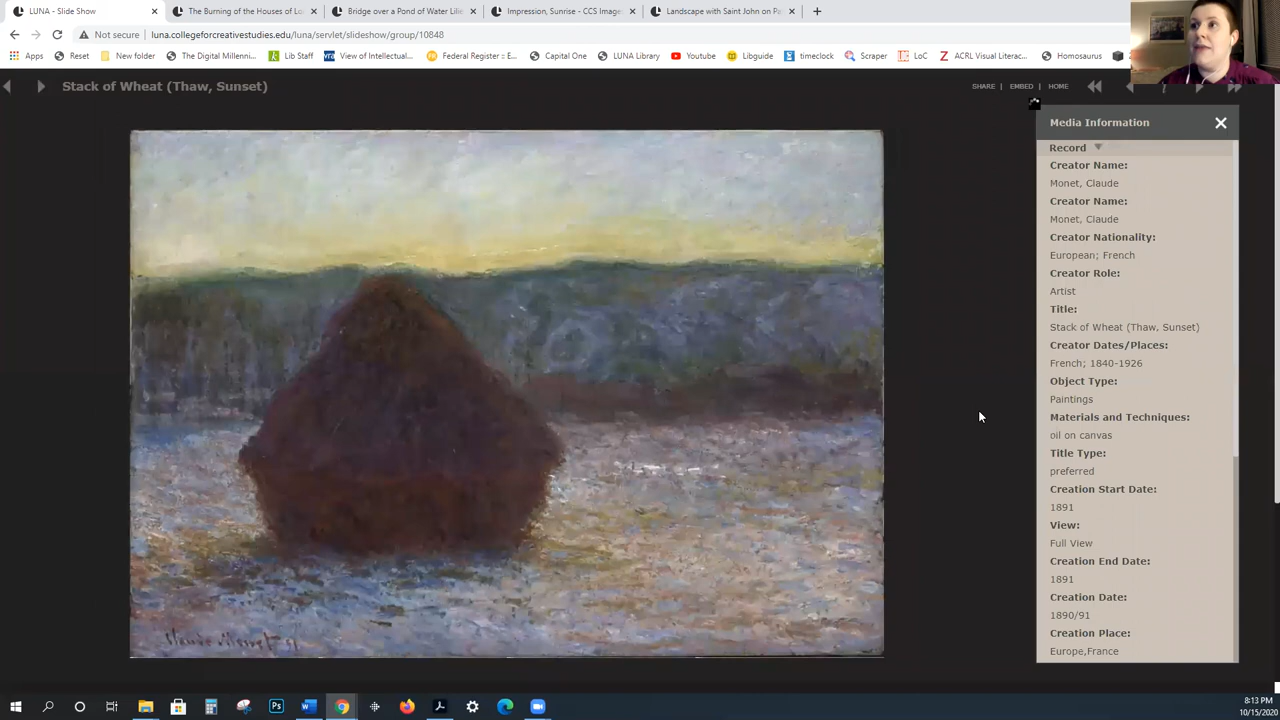 LUNA - Slide Show
The Burning of the Houses of Lo
Bridge over a Pond of Water Lilie
Impression, Sunrise - CCS Image
Landscape with Saint John on Pa
Not secure | luna.collegeforcreativestudies.edu/luna/servlet/slideshow/group/10848
Apps
Reset
New folder
The Digital Millenni...
Lib Staff
View of Intellectual...
Federal Register :: E...
Capital One
LUNA Library
Youtube
Libguide
timeclock
Scraper
LoC
ACRL Visual Literac...
Homosaurus
Stack of Wheat (Thaw, Sunset)
SHARE | EMBED | HOME
Media Information
Record
Creator Name:
Monet, Claude
Creator Name:
Monet, Claude
Creator Nationality:
European; French
Creator Role:
Artist
Title:
Stack of Wheat (Thaw, Sunset)
Creator Dates/Places:
French; 1840-1926
Object Type:
Paintings
Materials and Techniques:
oil on canvas
Title Type:
preferred
Creation Start Date:
1891
View:
Full View
Creation End Date:
1891
Creation Date:
1890/91
Creation Place:
Europe,France
Claude Monet 91
8:13 PM
10/15/2020